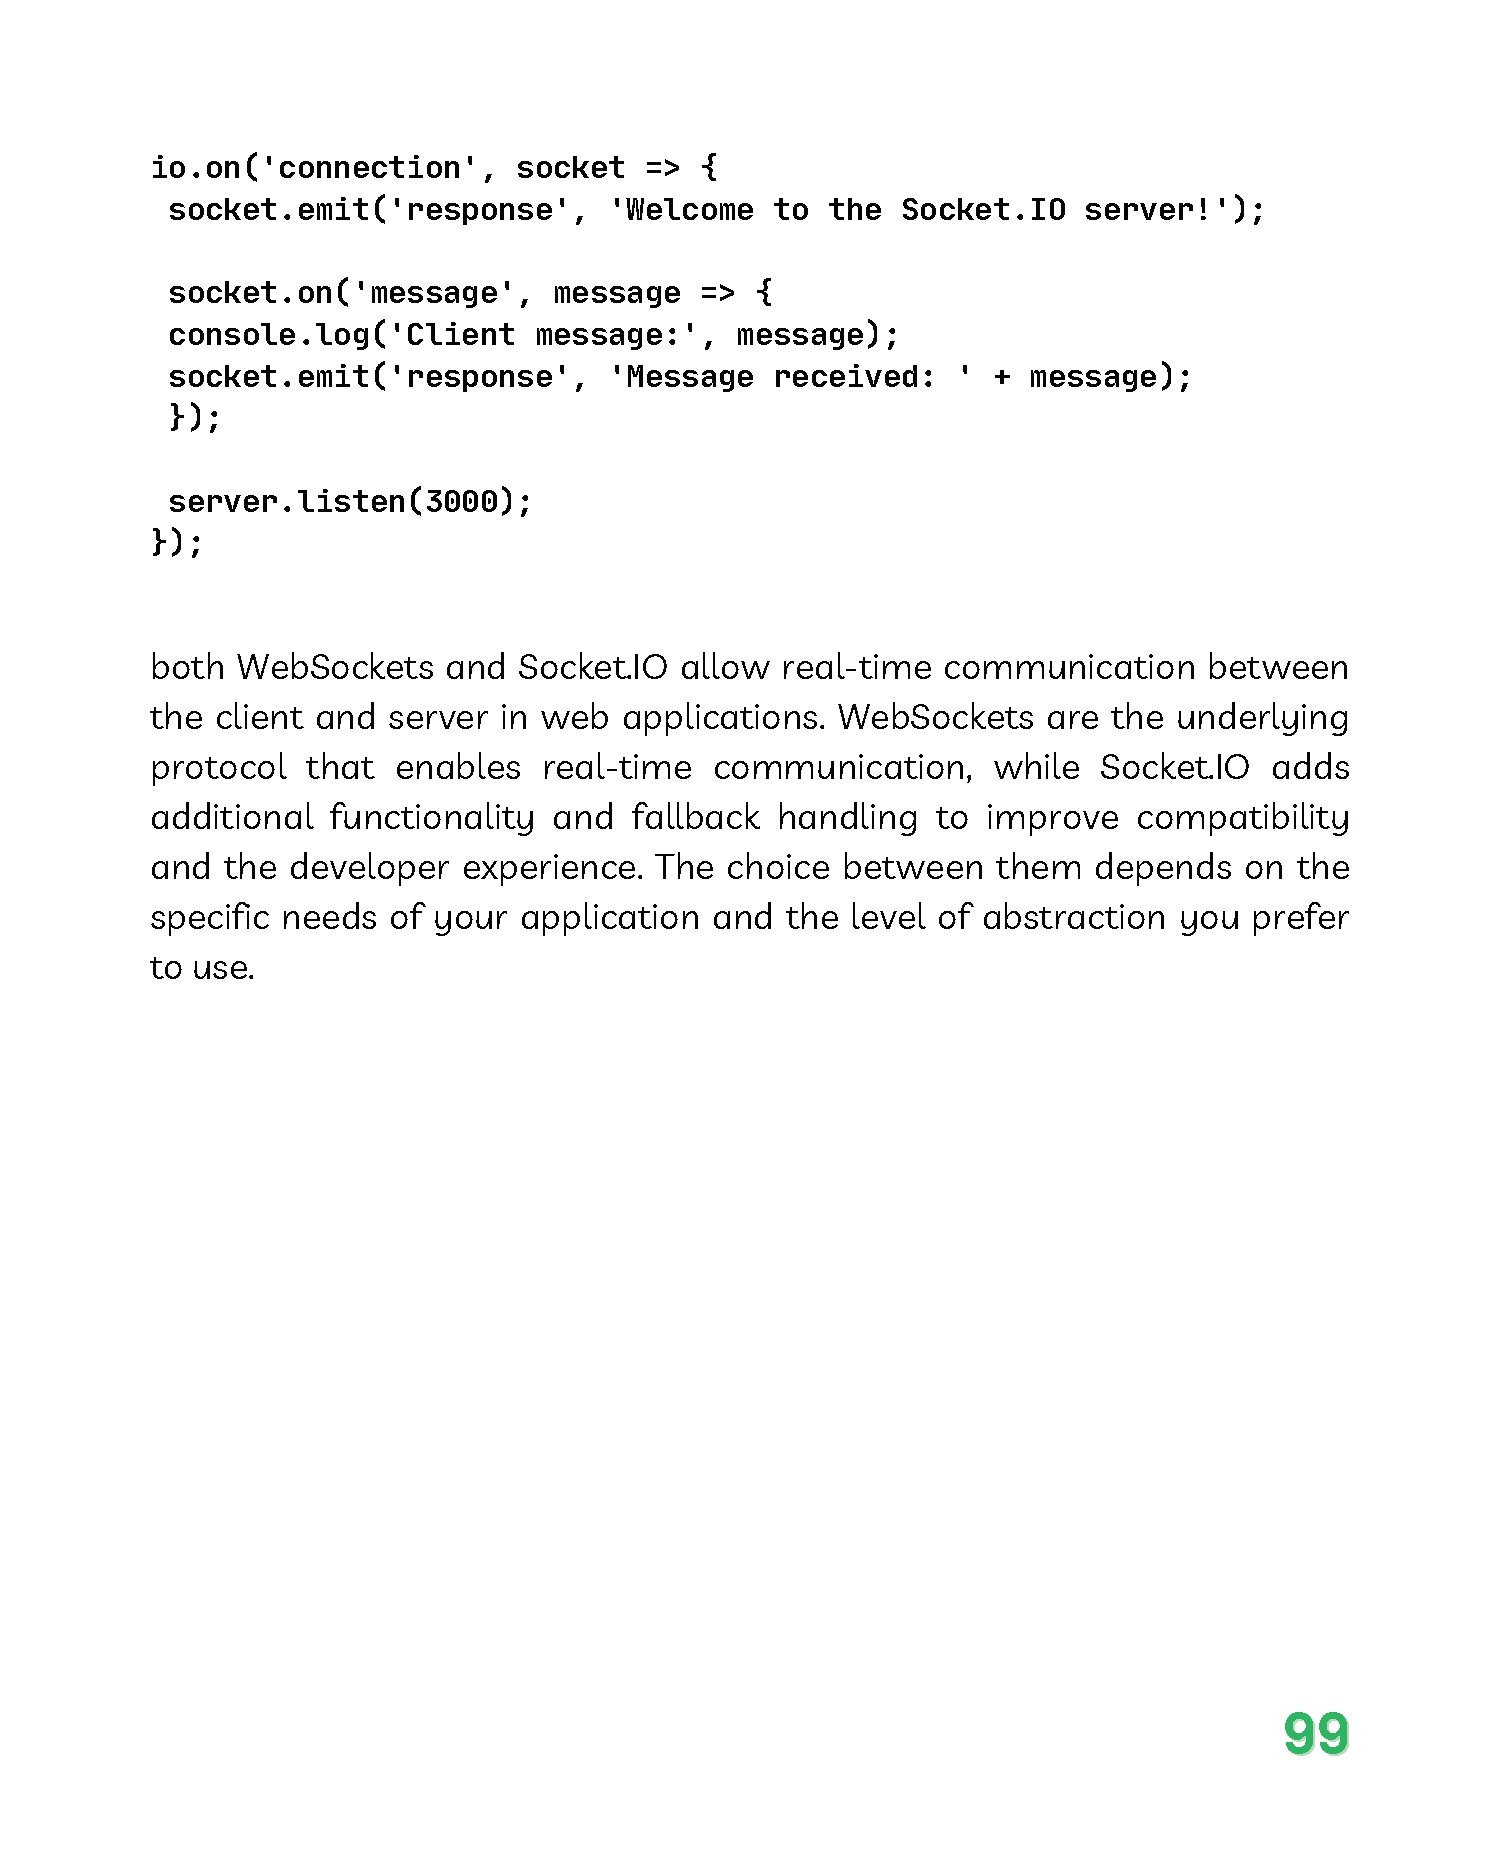 io.on('connection', socket => {
 socket.emit('response', 'Welcome to the Socket.IO server!');

 socket.on('message', message => {
 console.log('Client message:', message);
 socket.emit('response', 'Message received: ' + message);
 });

 server.listen(3000);
});

both WebSockets and Socket.IO allow real-time communication between
the client and server in web applications. WebSockets are the underlying
protocol that enables real-time communication, while Socket.IO adds
additional functionality and fallback handling to improve compatibility
and the developer experience. The choice between them depends on the
specific needs of your application and the level of abstraction you prefer
to use.
99